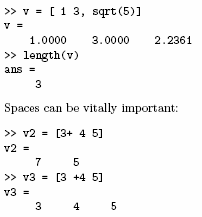 >> v = [ 1 3, sqrt(5)]
v =
1.0000 3.0000 2.2361
>> length(v)
ans =
3
Spaces can be vitally important:
>> v2 = [3+ 4 5]
v2 =
7 5
>> v3 = [3 +4 5]
v3 =
3 4 5